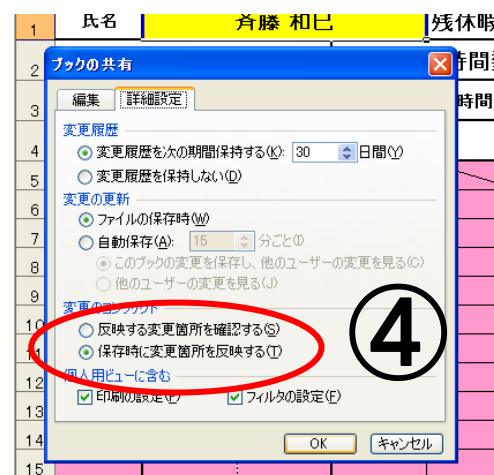 1 氏名 斉藤 和巳 残休暇
2
ブックの共有
時間
3
編集 詳細設定
時間
変更履歴
4
変更履歴を次の期間保持する(K): 30 日間(Y)
5
変更履歴を保持しない(D)
変更の更新
6
ファイルの保存時(W)
7
自動保存(A): 15 分ごと(I)
8
このブックの変更を保存し、他のユーザーの変更を見る(C)
9
他のユーザーの変更を見る(J)
変更のコンフリクト
10
反映する変更箇所を確認する(S)
④
11
保存時に変更箇所を反映する(T)
12
個人用ビューに含む
印刷の設定(P) フィルタの設定(F)
13
14
OK キャンセル
15